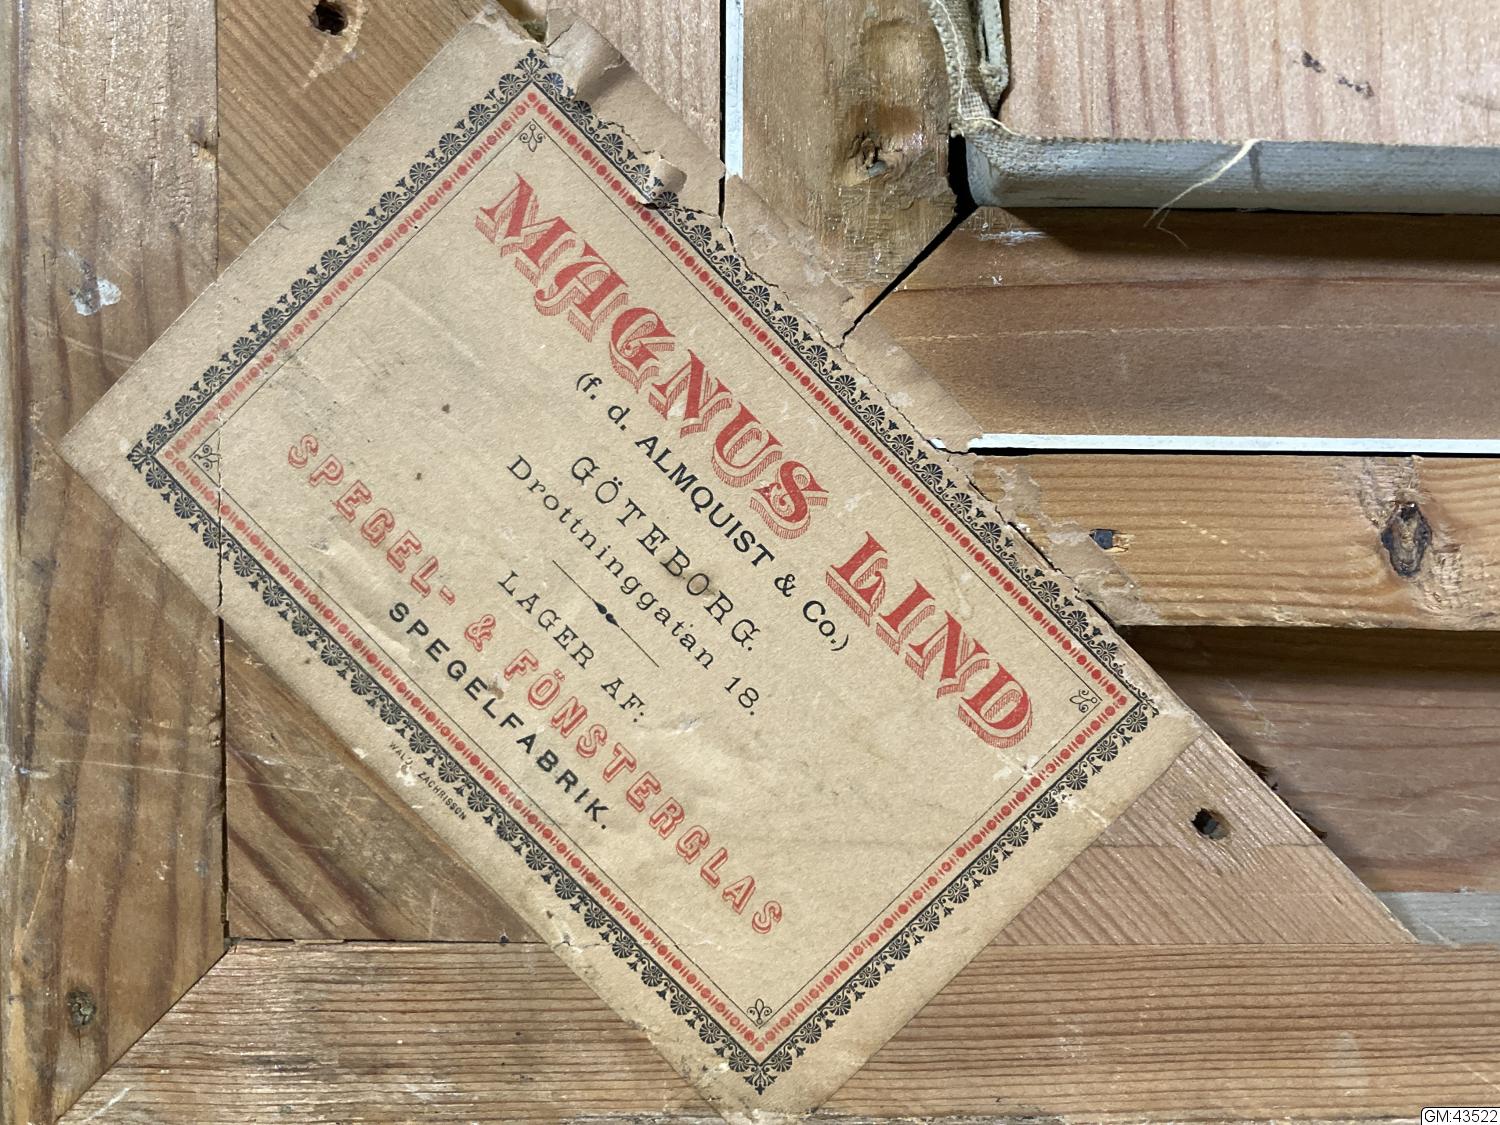 MAGNUS LIND
(f. d. ALMQUIST & Co.)
GÖTEBORG.
Drottninggatan 18.
LAGER AF:
SPEGEL- & FÖNSTERGLAS
SPEGELFABRIK.
WALD. ZACHRISSON
GM:43522